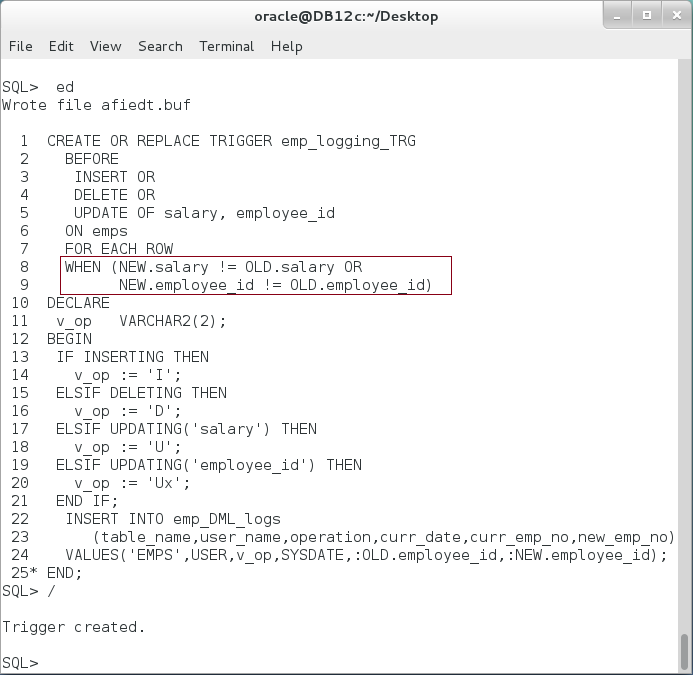 oracle@DB12c:~/Desktop
File Edit View Search Terminal Help
SQL>  ed
Wrote file afiedt.buf
  1  CREATE OR REPLACE TRIGGER emp_logging_TRG
  2    BEFORE
  3     INSERT OR
  4     DELETE OR
  5     UPDATE OF salary, employee_id
  6    ON emps
  7    FOR EACH ROW
  8    WHEN (NEW.salary != OLD.salary OR
  9          NEW.employee_id != OLD.employee_id)
 10  DECLARE
 11   v_op   VARCHAR2(2);
 12  BEGIN
 13   IF INSERTING THEN
 14     v_op := 'I';
 15   ELSIF DELETING THEN
 16     v_op := 'D';
 17   ELSIF UPDATING('salary') THEN
 18     v_op := 'U';
 19   ELSIF UPDATING('employee_id') THEN
 20     v_op := 'Ux';
 21   END IF;
 22    INSERT INTO emp_DML_logs
 23       (table_name,user_name,operation,curr_date,curr_emp_no,new_emp_no)
 24    VALUES('EMPS',USER,v_op,SYSDATE,:OLD.employee_id,:NEW.employee_id);
 25* END;
SQL> /
Trigger created.
SQL>